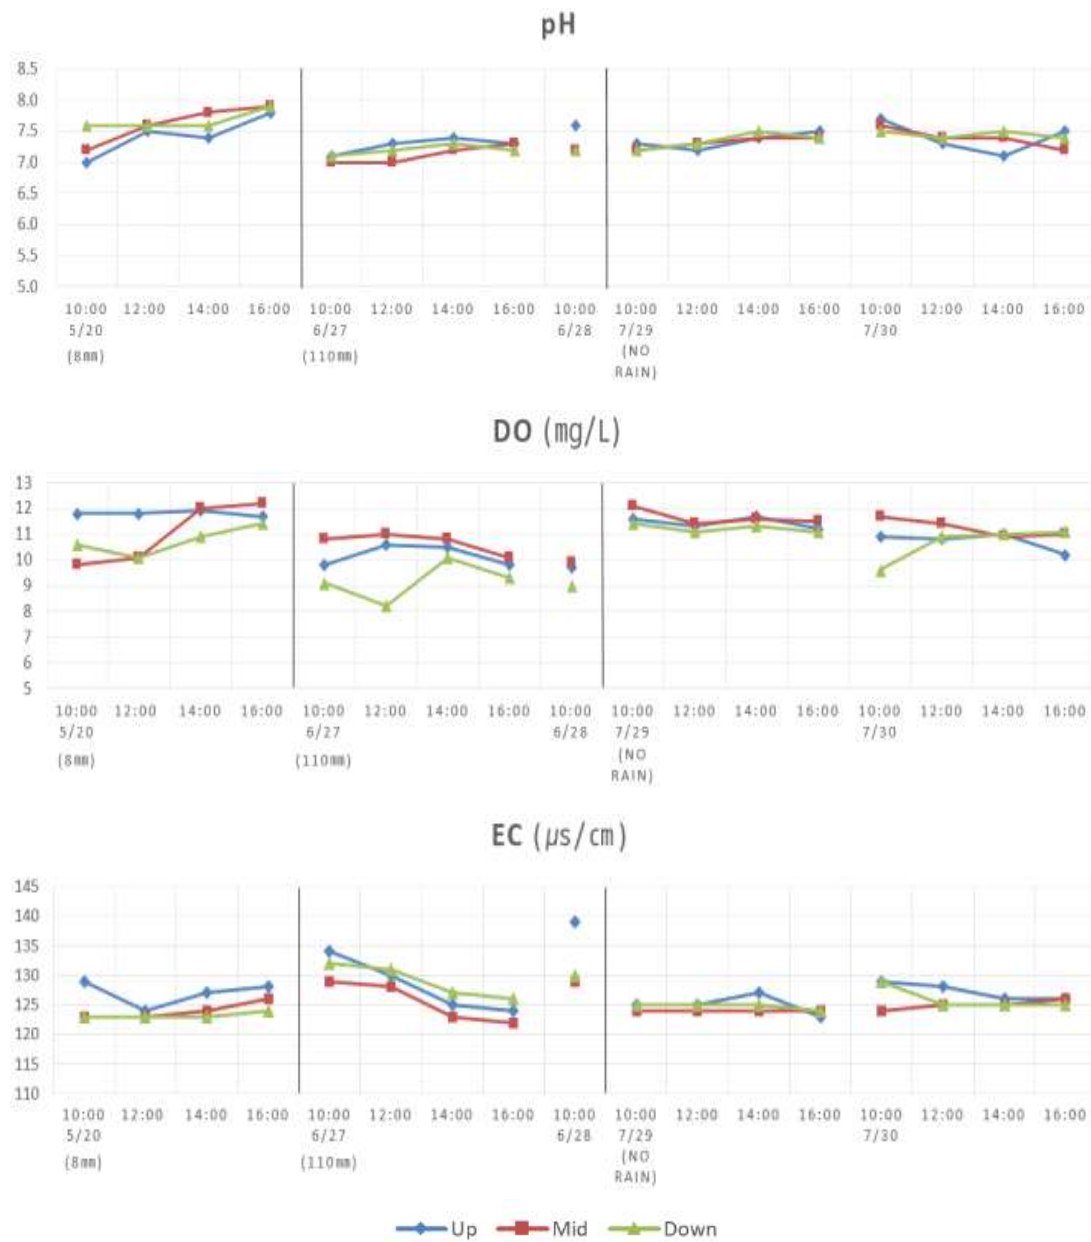 pH
8.5
8.0
7.5
7.0
6.5
6.0
5.5
5.0
10:00 12:00 14:00 16:00 10:00 12:00 14:00 16:00 10:00 10:00 12:00 14:00 16:00 10:00 12:00 14:00 16:00
5/20 6/27 6/28 7/29 7/30
(8mm) (110mm) (NO
RAIN)
DO (mg/L)
13
12
11
10
9
8
7
6
5
10:00 12:00 14:00 16:00 10:00 12:00 14:00 16:00 10:00 10:00 12:00 14:00 16:00 10:00 12:00 14:00 16:00
5/20 6/27 6/28 7/29 7/30
(8mm) (110mm) (NO
RAIN)
EC (μs/cm)
145
140
135
130
125
120
115
110
10:00 12:00 14:00 16:00 10:00 12:00 14:00 16:00 10:00 10:00 12:00 14:00 16:00 10:00 12:00 14:00 16:00
5/20 6/27 6/28 7/29 7/30
(8mm) (110mm) (NO
RAIN)
Up Mid Down